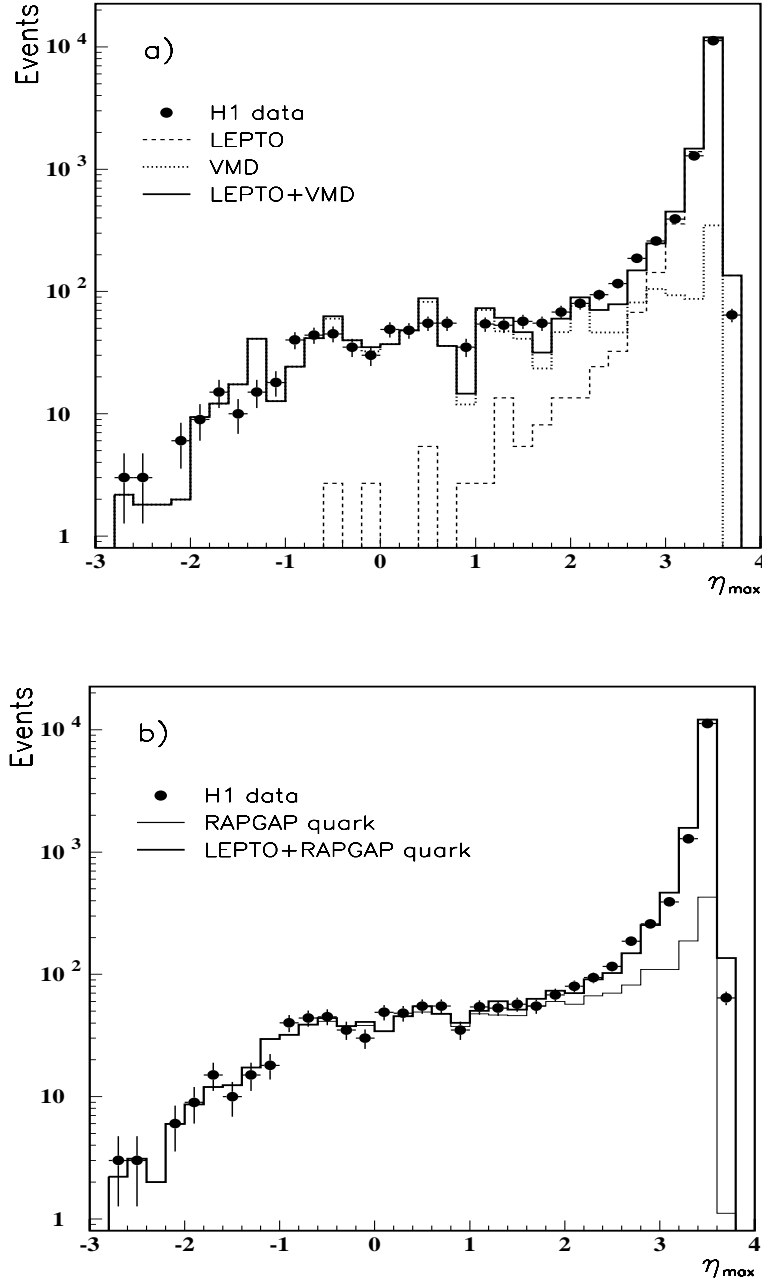 Events
10 4
a)
H1 data
LEPTO
VMD
LEPTO+VMD
10 3
10 2
10
1
-3 -2 -1 0 1 2 3 4
ηmax
Events
10 4
b)
H1 data
RAPGAP quark
LEPTO+RAPGAP quark
10 3
10 2
10
1
-3 -2 -1 0 1 2 3 4
ηmax